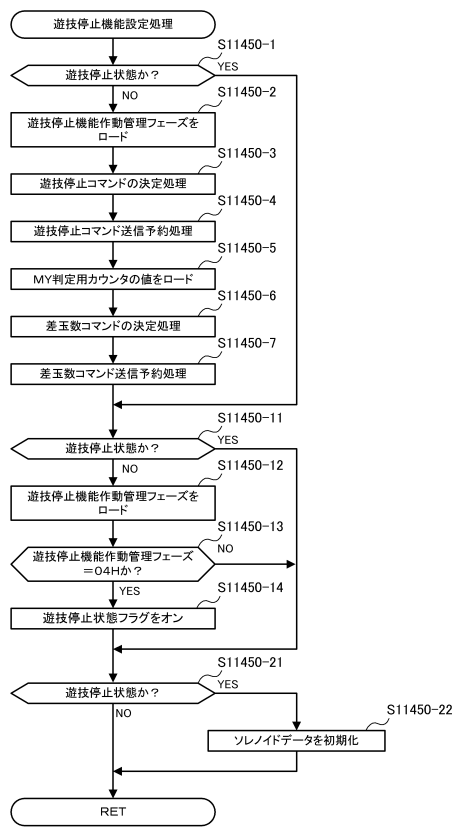 遊技停止機能設定処理
S11450-1
遊技停止状態か？
YES
NO
S11450-2
遊技停止機能作動管理フェーズを
ロード
S11450-3
遊技停止コマンドの決定処理
S11450-4
遊技停止コマンド送信予約処理
S11450-5
ＭＹ判定用カウンタの値をロード
S11450-6
差玉数コマンドの決定処理
S11450-7
差玉数コマンド送信予約処理
S11450-11
遊技停止状態か？
YES
NO
S11450-12
遊技停止機能作動管理フェーズを
ロード
S11450-13
遊技停止機能作動管理フェーズ
＝０４Ｈか？
NO
YES
S11450-14
遊技停止状態フラグをオン
S11450-21
遊技停止状態か？
YES
NO
S11450-22
ソレノイドデータを初期化
RET